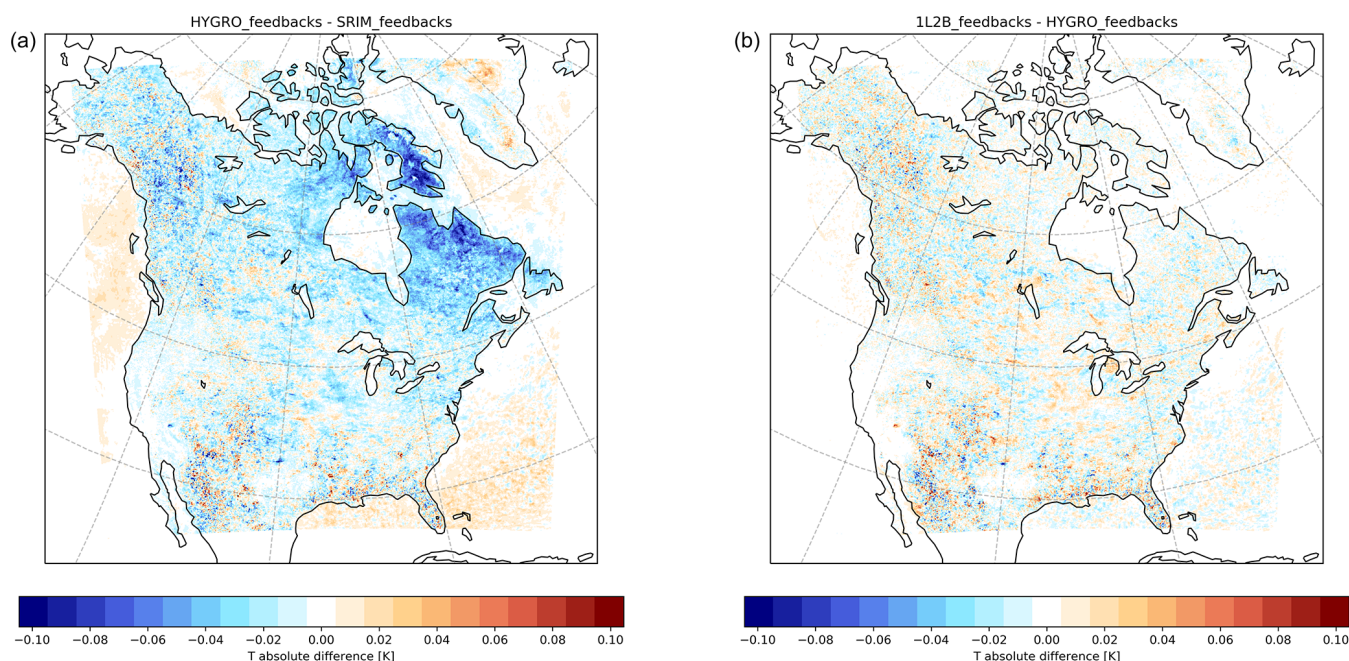 HYGRO_feedbacks - SRIM_feedbacks
(a)
−0.10 −0.08 −0.06 −0.04 −0.02 0.00 0.02 0.04 0.06 0.08 0.10
T absolute difference [K]
1L2B_feedbacks - HYGRO_feedbacks
(b)
−0.10 −0.08 −0.06 −0.04 −0.02 0.00 0.02 0.04 0.06 0.08 0.10
T absolute difference [K]